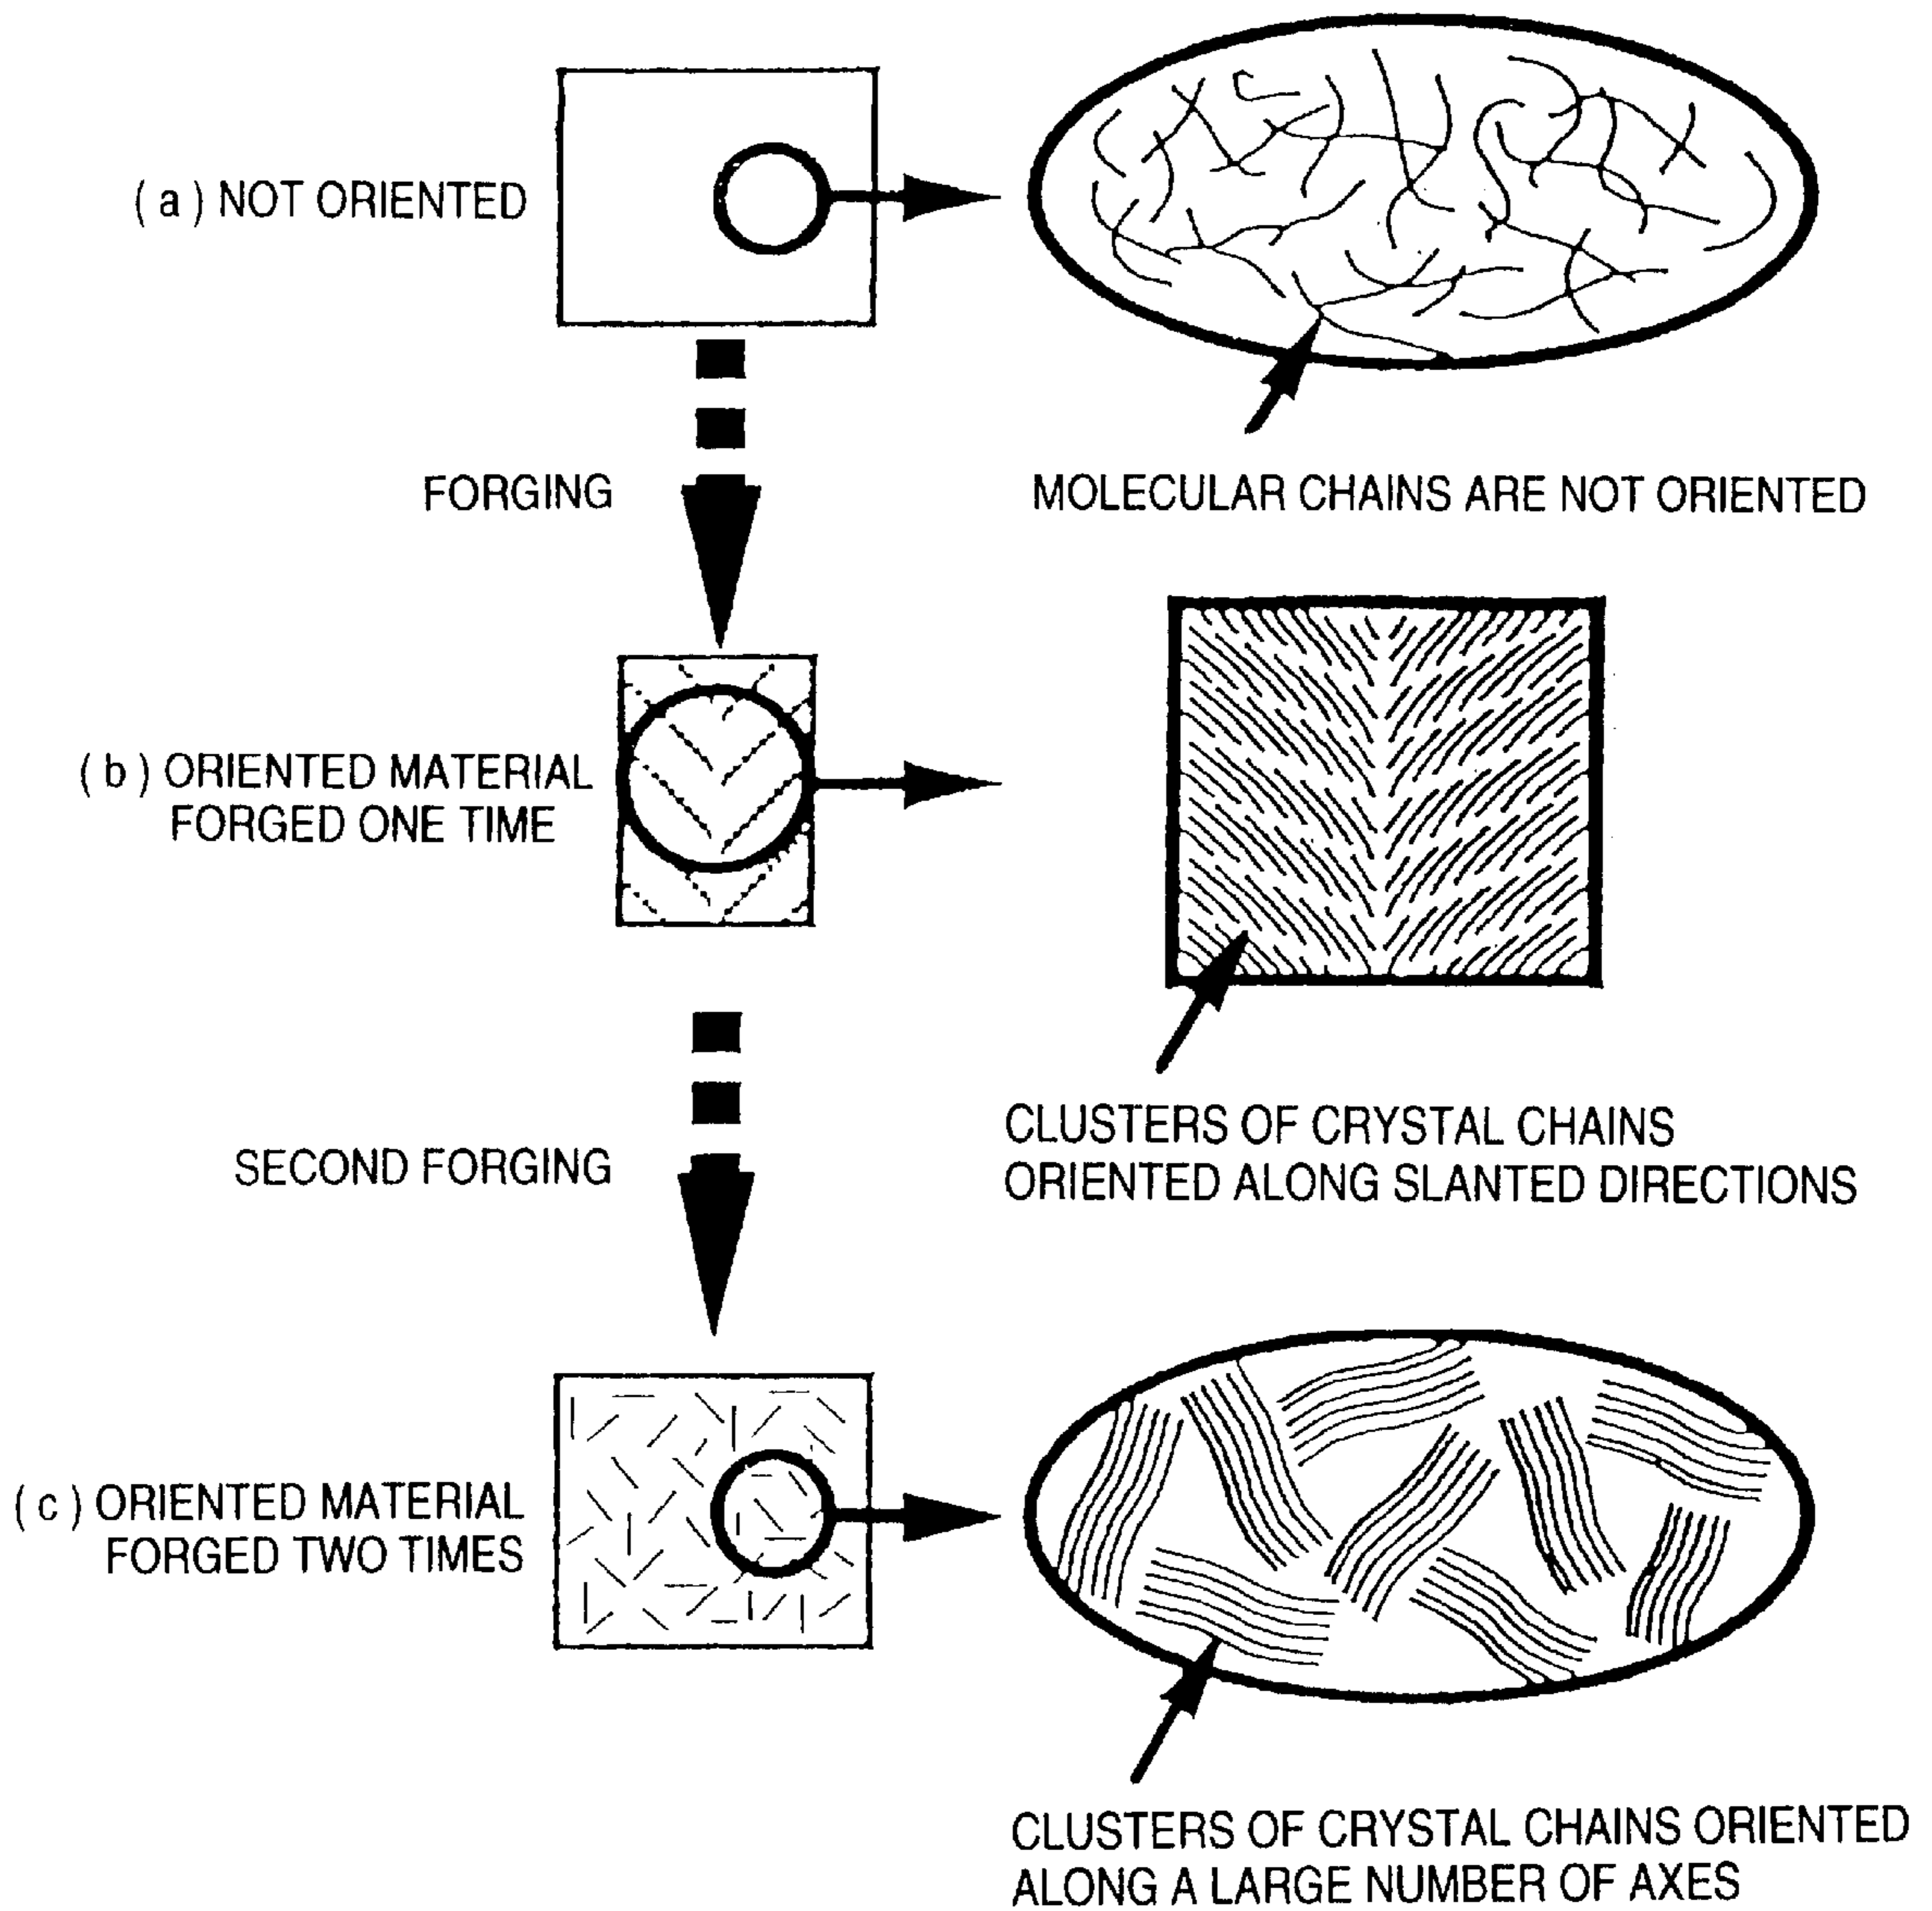 ( a ) NOT ORIENTED
FORGING
MOLECULAR CHAINS ARE NOT ORIENTED
( b ) ORIENTED MATERIAL
FORGED ONE TIME
CLUSTERS OF CRYSTAL CHAINS
ORIENTED ALONG SLANTED DIRECTIONS
SECOND FORGING
( c ) ORIENTED MATERIAL
FORGED TWO TIMES
CLUSTERS OF CRYSTAL CHAINS ORIENTED
ALONG A LARGE NUMBER OF AXES